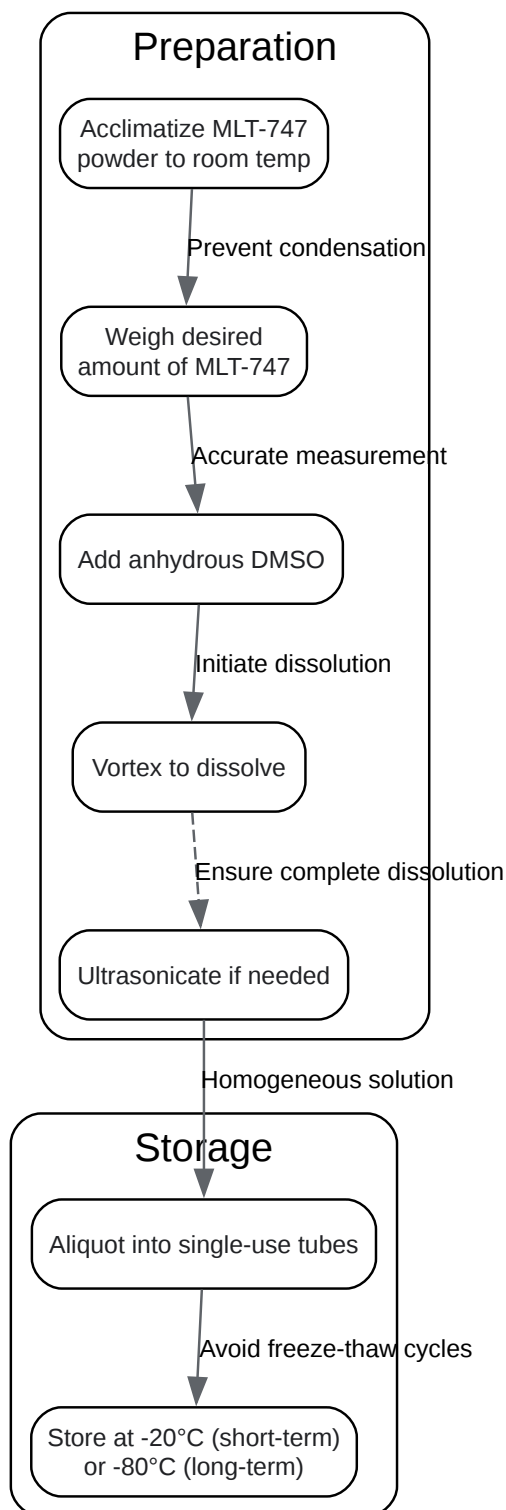 Preparation
Acclimatize MLT-747
powder to room temp
Prevent condensation
Weigh desired
amount of MLT-747
Accurate measurement
Add anhydrous DMSO
Initiate dissolution
Vortex to dissolve
Ensure complete dissolution
Ultrasonicate if needed
Homogeneous solution
Storage
Aliquot into single-use tubes
Avoid freeze-thaw cycles
Store at -20°C (short-term)
or -80°C (long-term)